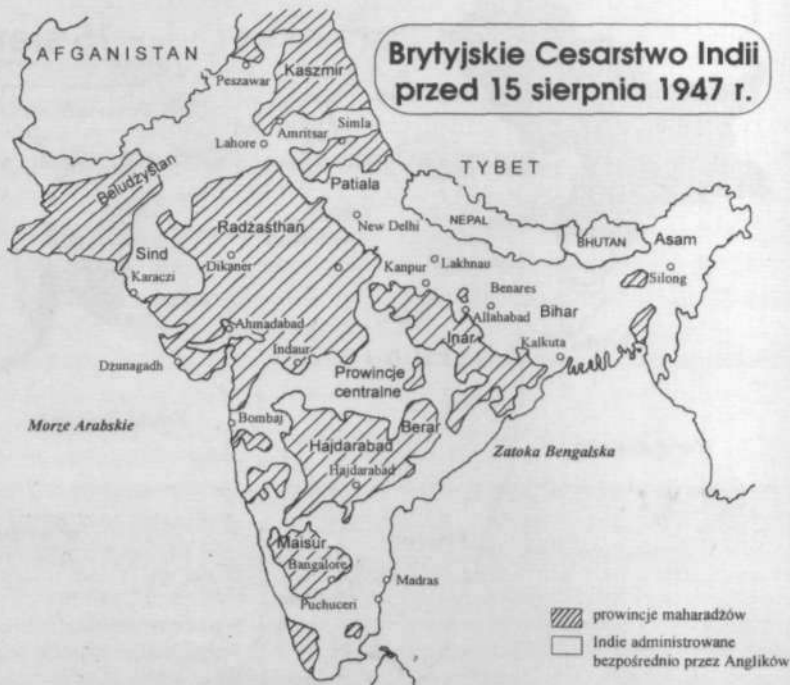 Brytyjskie Cesarstwo Indii
przed 15 sierpnia 1947 r.
AFGANISTAN
Peszawar
Kaszmir
Amritsar
Simla
Lahore
TYBET
Patiala
Beludżystan
Radżasthan
New Delhi
NEPAL
BHUTAN
Asam
Sind
Dikaner
Karaczi
Kanpur
Lakhnau
Silong
Benares
Allahabad
Bihar
Ahmadabad
Inar
Kalkuta
Dżunagadh
Indaur
Prowincje
centralne
Bombaj
Berar
Morze Arabskie
Hajdarabad
Zatoka Bengalska
Hajdarabad
Maisur
Bangalore
Madras
Puchuceri
prowincje maharadżów
Indie administrowane
bezpośrednio przez Anglików